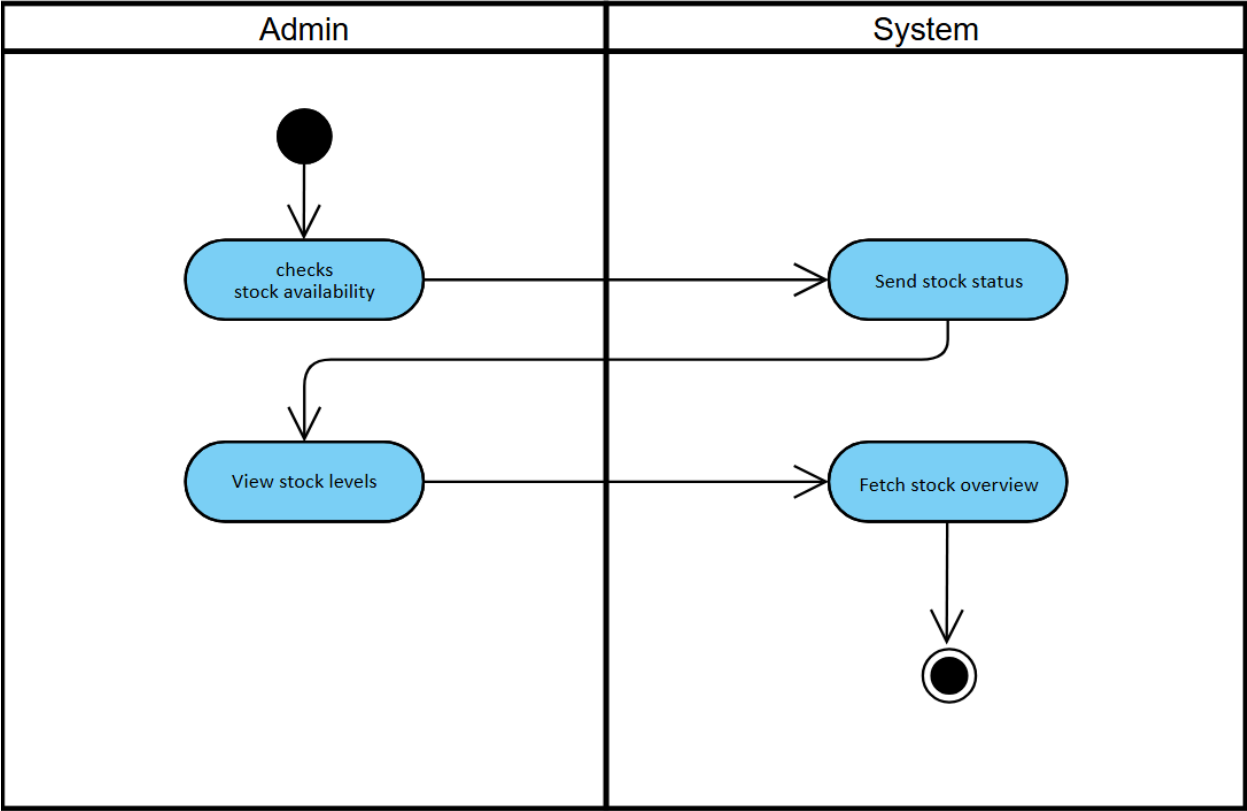 Admin
System
checks
stock availability
Send stock status
View stock levels
Fetch stock overview